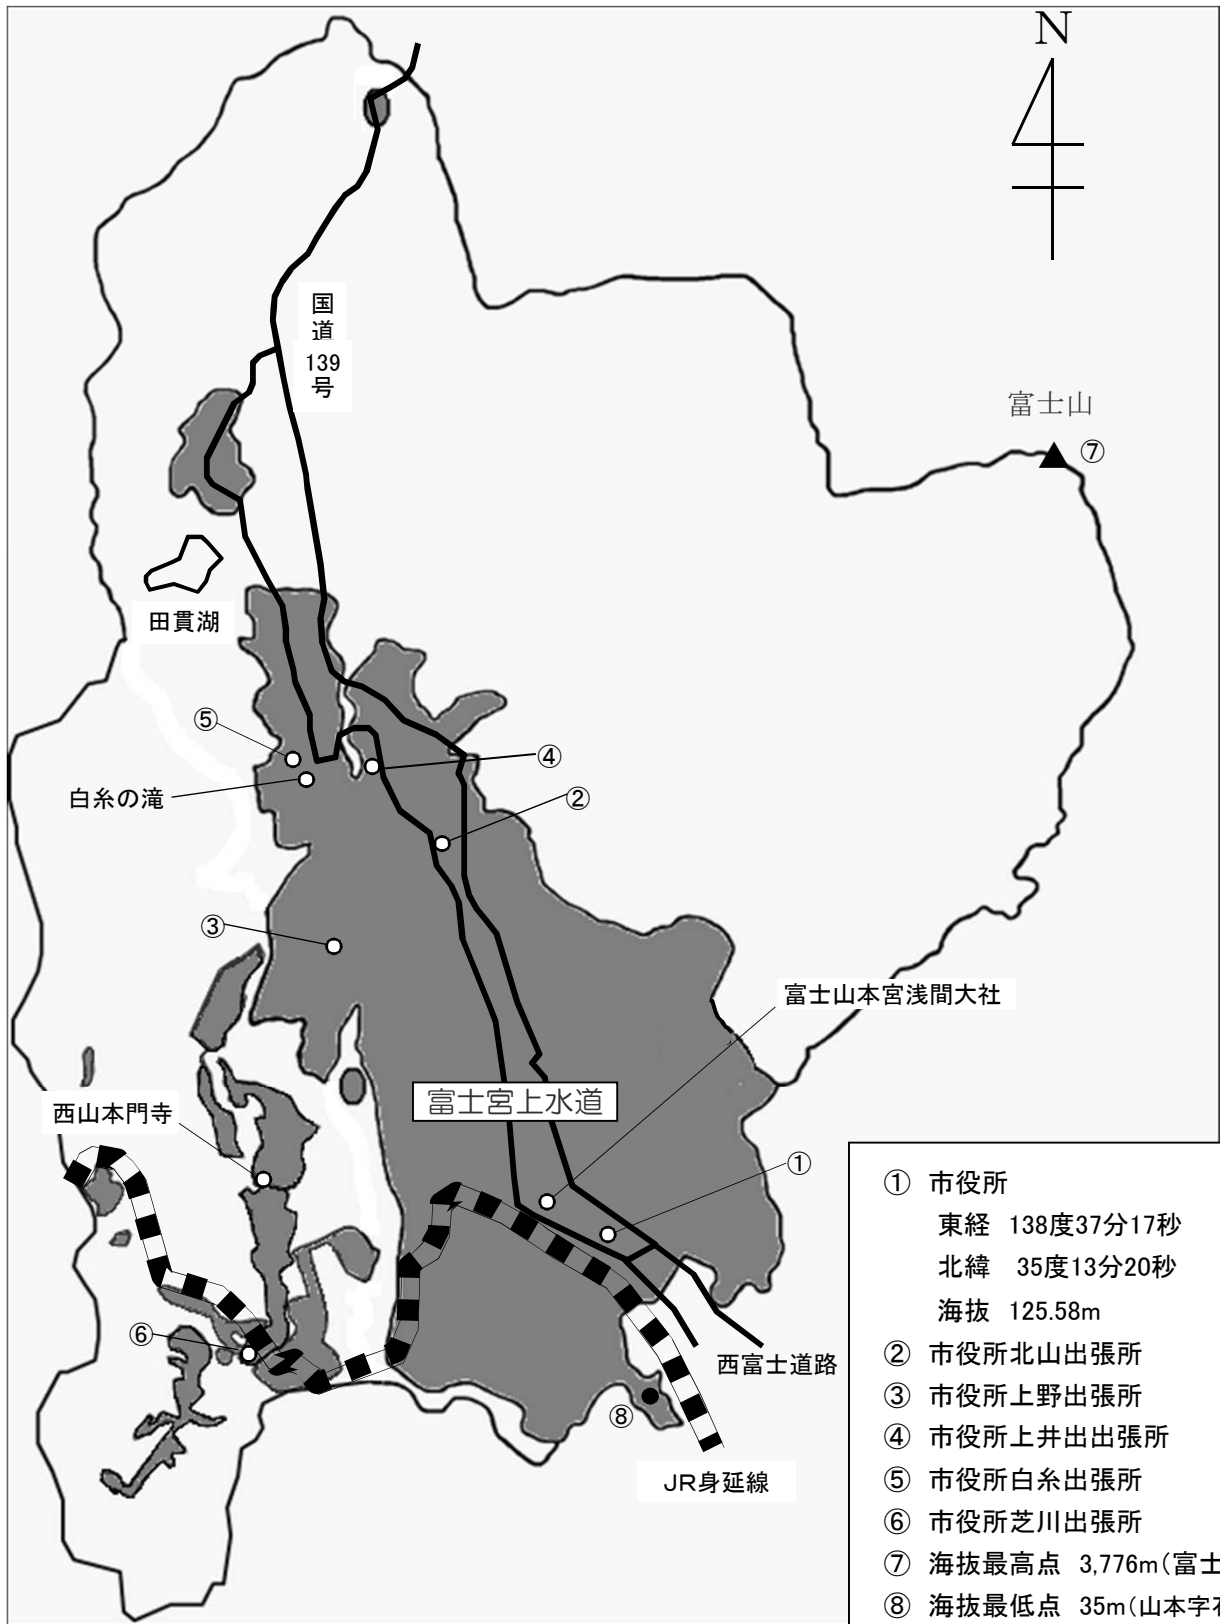 N
国
道
139
号
富士山
⑦
田貫湖
⑤
④
白糸の滝
②
③
富士山本宮浅間大社
富士宮上水道
西山本門寺
①
⑥
西富士道路
⑧
JR身延線
① 市役所
東経 138度37分17秒
北緯 35度13分20秒
海抜 125.58m
② 市役所北山出張所
③ 市役所上野出張所
④ 市役所上井出出張所
⑤ 市役所白糸出張所
⑥ 市役所芝川出張所
⑦ 海抜最高点 3,776m(富士
⑧ 海抜最低点 35m(山本字